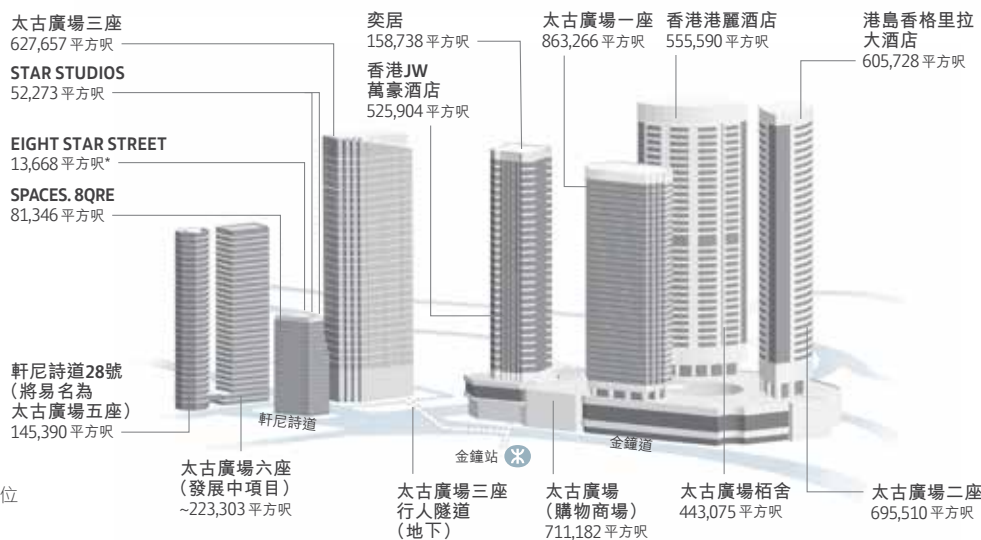 太古廣場三座
627,657 平方呎
STAR STUDIOS
52,273 平方呎
EIGHT STAR STREET
13,668 平方呎*
SPACES. 8QRE
81,346 平方呎
軒尼詩道28號
（將易名為
太古廣場五座）
145,390 平方呎
奕居
158,738 平方呎
香港JW
萬豪酒店
525,904 平方呎
太古廣場一座
863,266 平方呎
香港港麗酒店
555,590 平方呎
港島香格里拉
大酒店
605,728 平方呎
軒尼詩道
金鐘站
金鐘道
位
太古廣場六座
（發展中項目）
~223,303 平方呎
太古廣場三座
行人隧道
（地下）
太古廣場
（購物商場）
711,182 平方呎
太古廣場栢舍
443,075 平方呎
太古廣場二座
695,510 平方呎